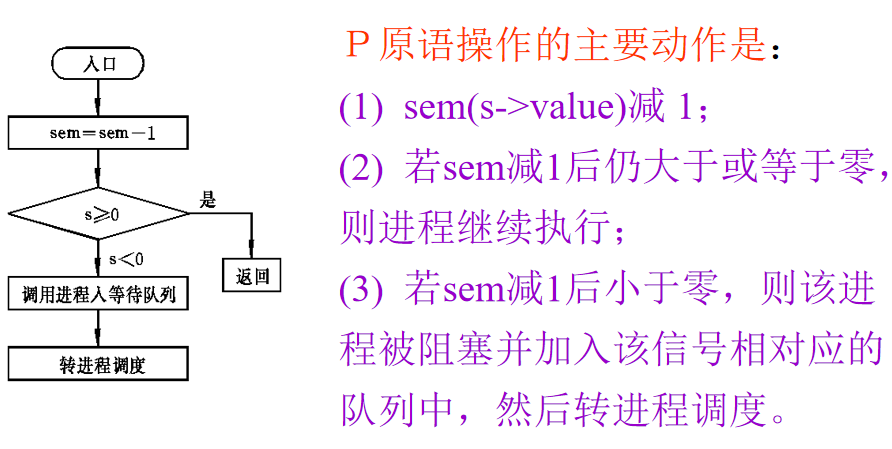 入口
sem=sem-1
s≥0
是
s<0
返回
调用进程入等待队列
转进程调度
P原语操作的主要动作是：
(1) sem(s->value)减 1；
(2) 若sem减1后仍大于或等于零，
则进程继续执行；
(3) 若sem减1后小于零，则该进
程被阻塞并加入该信号相对应的
队列中，然后转进程调度。